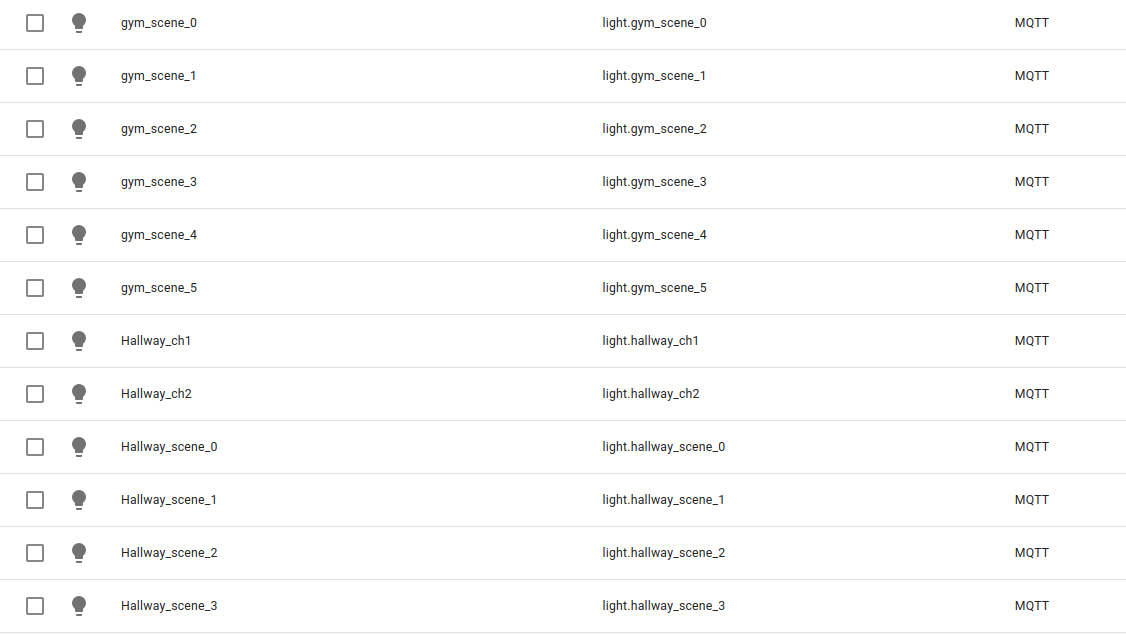 gym_scene_0 light.gym_scene_0 MQTT
gym_scene_1 light.gym_scene_1 MQTT
gym_scene_2 light.gym_scene_2 MQTT
gym_scene_3 light.gym_scene_3 MQTT
gym_scene_4 light.gym_scene_4 MQTT
gym_scene_5 light.gym_scene_5 MQTT
Hallway_ch1 light.hallway_ch1 MQTT
Hallway_ch2 light.hallway_ch2 MQTT
Hallway_scene_0 light.hallway_scene_0 MQTT
Hallway_scene_1 light.hallway_scene_1 MQTT
Hallway_scene_2 light.hallway_scene_2 MQTT
Hallway_scene_3 light.hallway_scene_3 MQTT